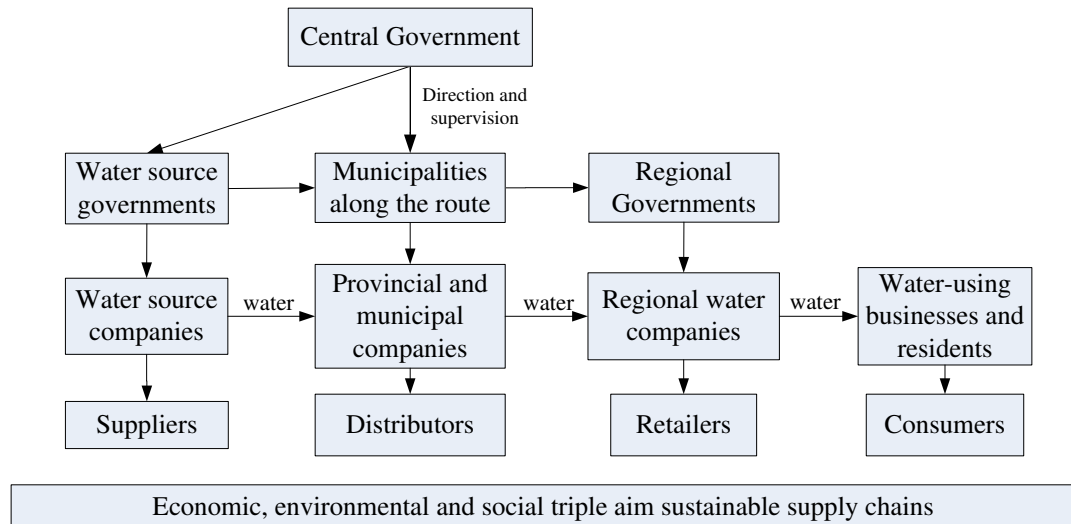 Central Government
Direction and
supervision
Water source
governments
Municipalities
along the route
Regional
Governments
Water source
companies
water
Provincial and
municipal
companies
water
Regional water
companies
water
Water-using
businesses and
residents
Suppliers
Distributors
Retailers
Consumers
Economic, environmental and social triple aim sustainable supply chains